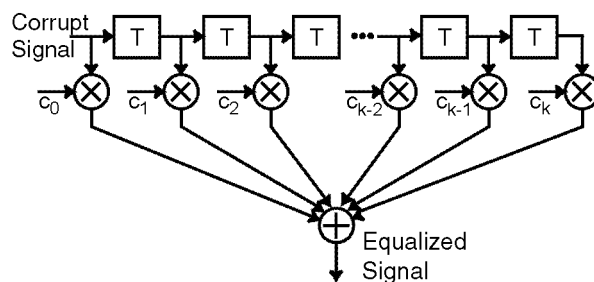 Corrupt
Signal
T T T ... T T
c0 c1 c2 ck-2 ck-1 ck
Equalized
Signal